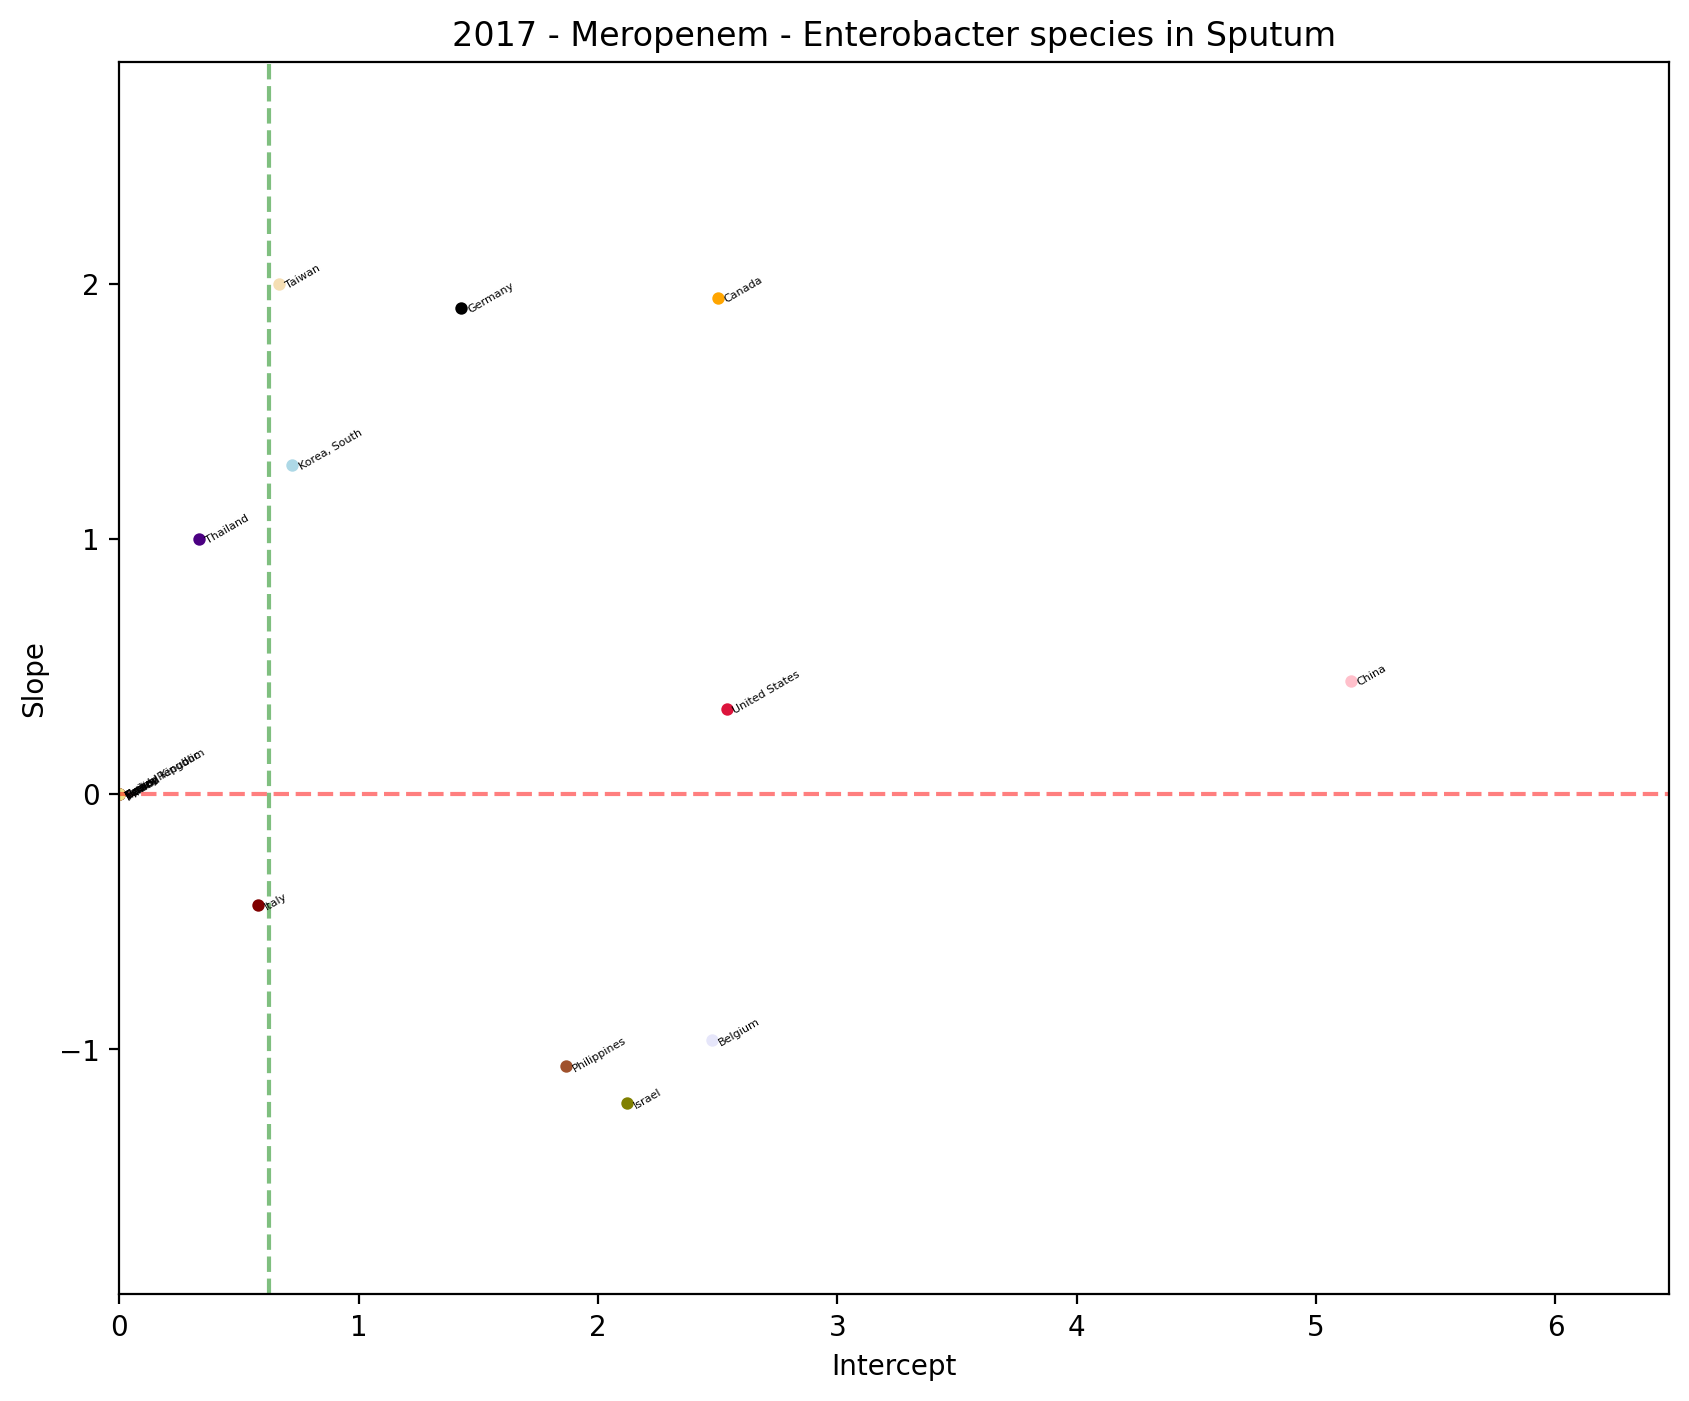 2017 - Meropenem - Enterobacter species in Sputum
Taiwan
Germany
Canada
Korea, South
Thailand
United States
China
Kingdom
Italy
Belgium
Philippines
Israel
Slope
2
1
0
−1
0
1
2
3
4
5
6
Intercept